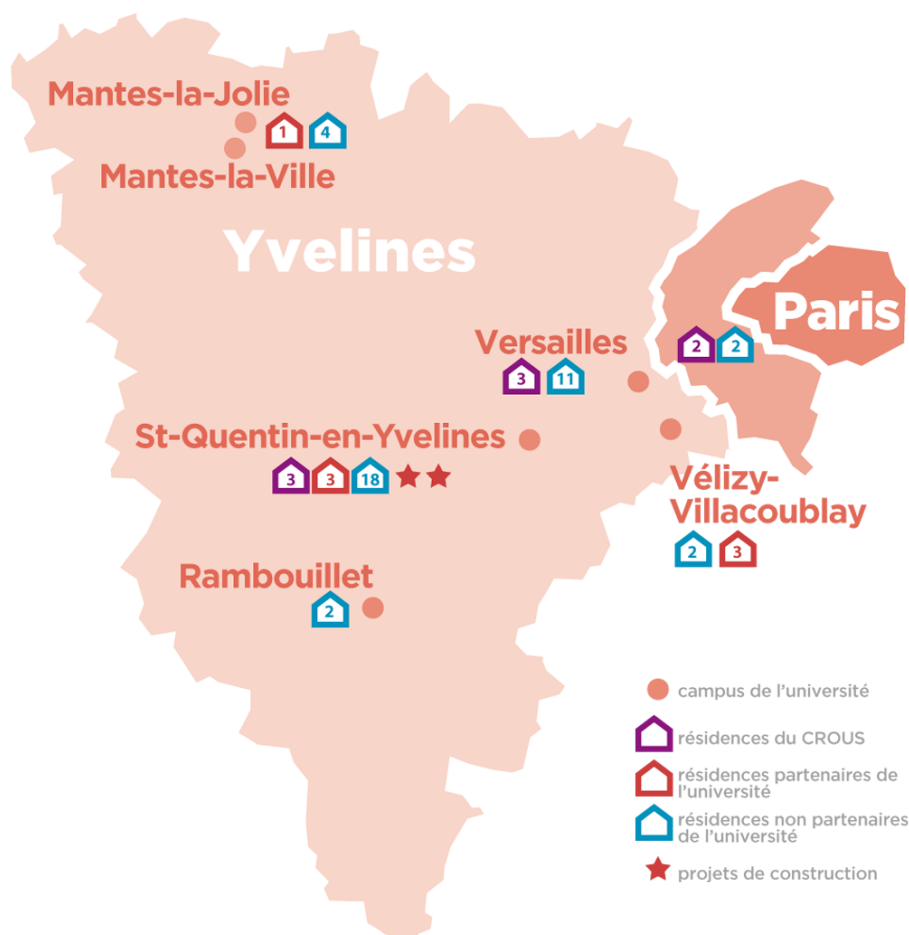 Mantes-la-Jolie
1 4
Mantes-la-Ville
Yvelines
Paris
Versailles
2 2
3 11
St-Quentin-en-Yvelines
3 3 18
Vélizy-
Villacoublay
2 3
Rambouillet
2
campus de l'université
résidences du CROUS
résidences partenaires de
l'université
résidences non partenaires
de l'université
projets de construction